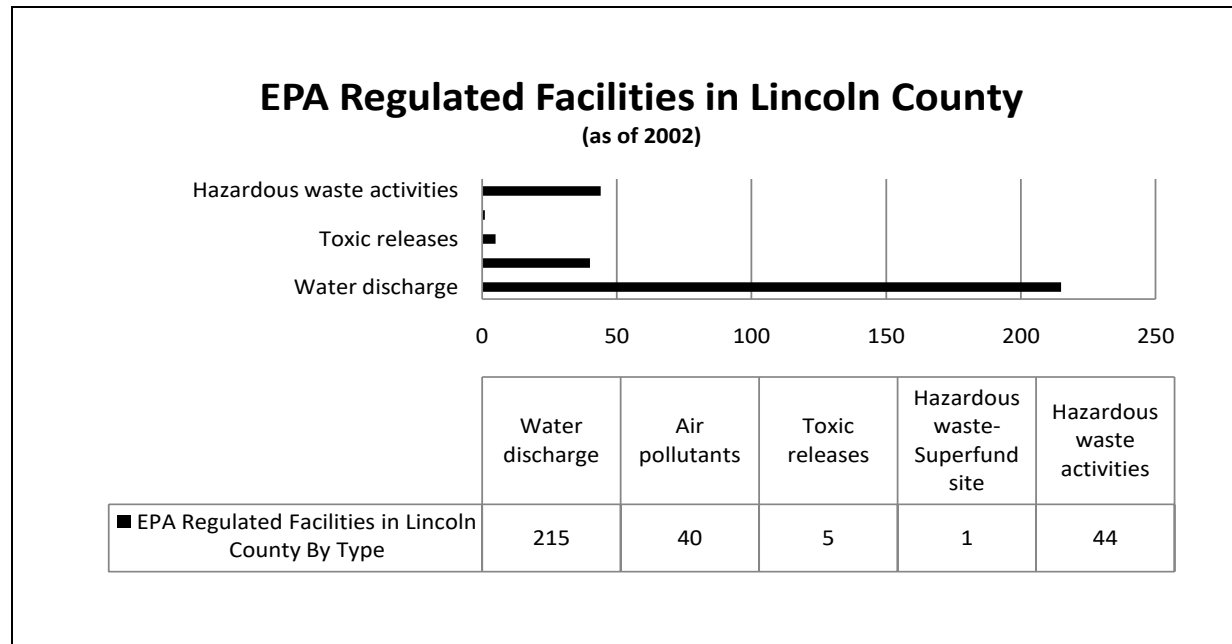 EPA Regulated Facilities in Lincoln County
(as of 2002)
Hazardous waste activities
Toxic releases
Water discharge
0 50 100 150 200 250
Water discharge
Air pollutants
Toxic releases
Hazardous waste-Superfund site
Hazardous waste activities
EPA Regulated Facilities in Lincoln
County By Type
215 40 5 1 44